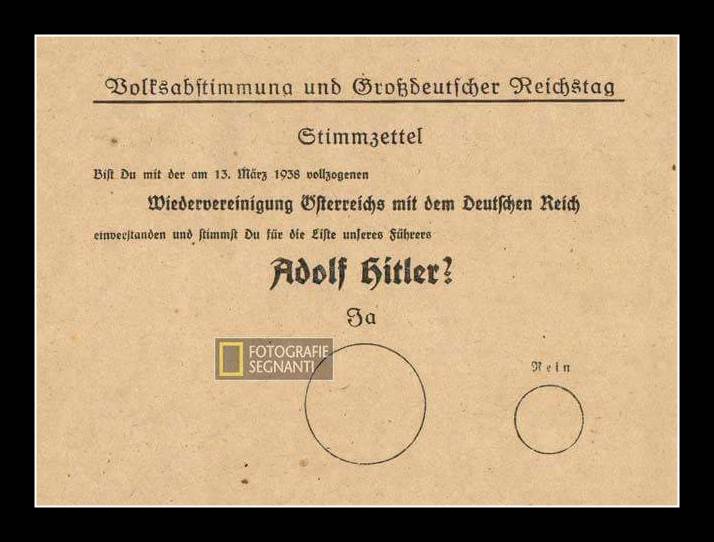 Volksabstimmung und Großdeutscher Reichstag
Stimmzettel
Bist Du mit der am 13. März 1938 vollzogenen
Wiedervereinigung Österreichs mit dem Deutschen Reich
einverstanden und stimmst Du für die Liste unseres Führers
Adolf Hitler?
Ja
Nein
FOTOGRAFIE
SEGNANTI